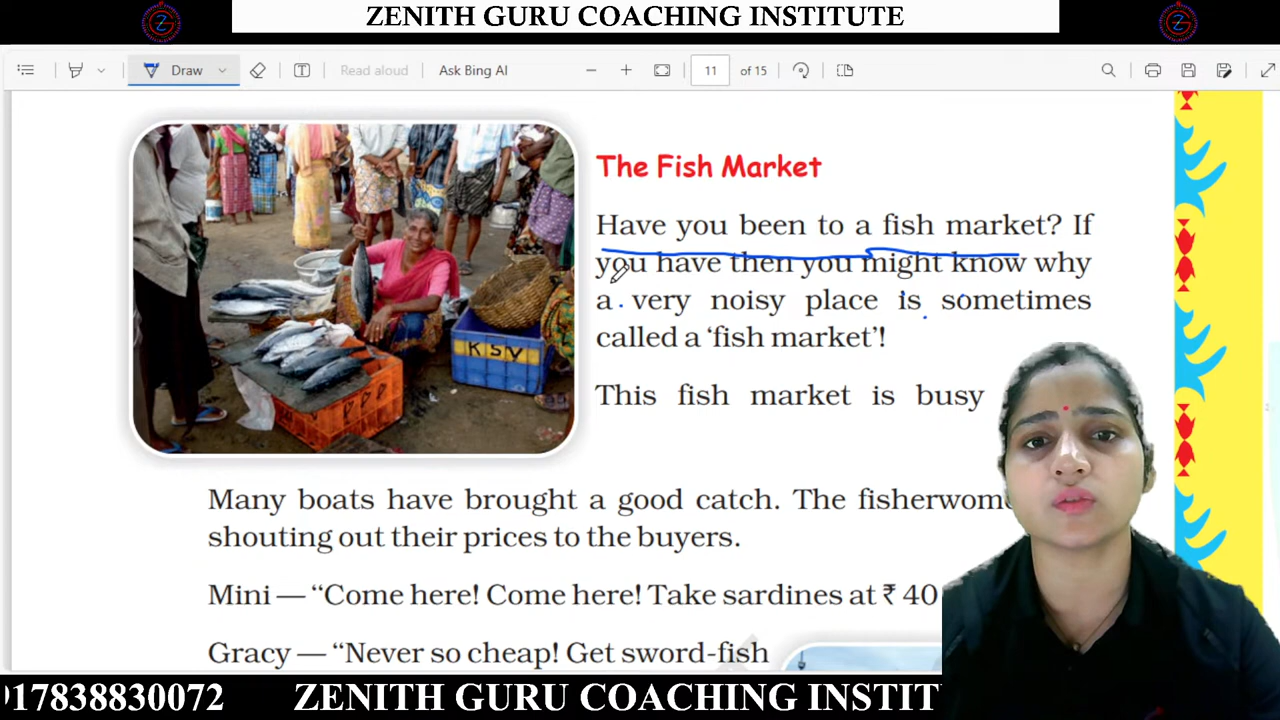 ZENITH GURU COACHING INSTITUTE
Draw
Read aloud
Ask Bing AI
11
of 15
The Fish Market
Have you been to a fish market? If
you have then you might know why
a very noisy place is sometimes
called a ‘fish market’!
This fish market is busy
KSV
Many boats have brought a good catch. The
shouting out their prices to the buyers.
Mini — “Come here! Come here! Take sardines at ₹ 40
Gracy — “Never so cheap! Get sword-fish
917838830072 ZENITH GURU COACHING